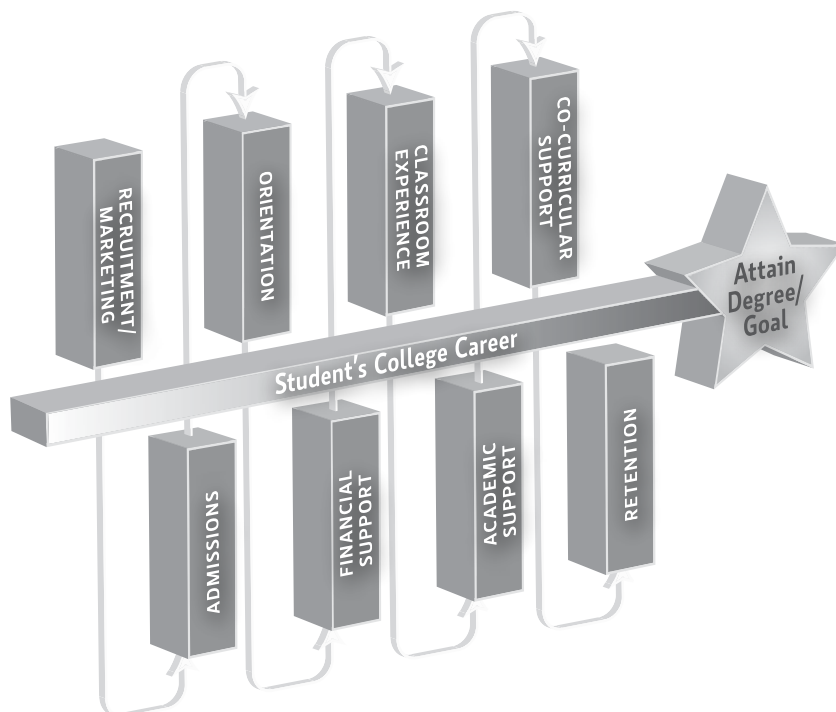 RECRUITMENT/
MARKETING
ADMISSIONS
ORIENTATION
FINANCIAL
SUPPORT
CLASSROOM
EXPERIENCE
ACADEMIC
SUPPORT
CO-CURRICULAR
SUPPORT
RETENTION
Student's College Career
Attain
Degree/
Goal